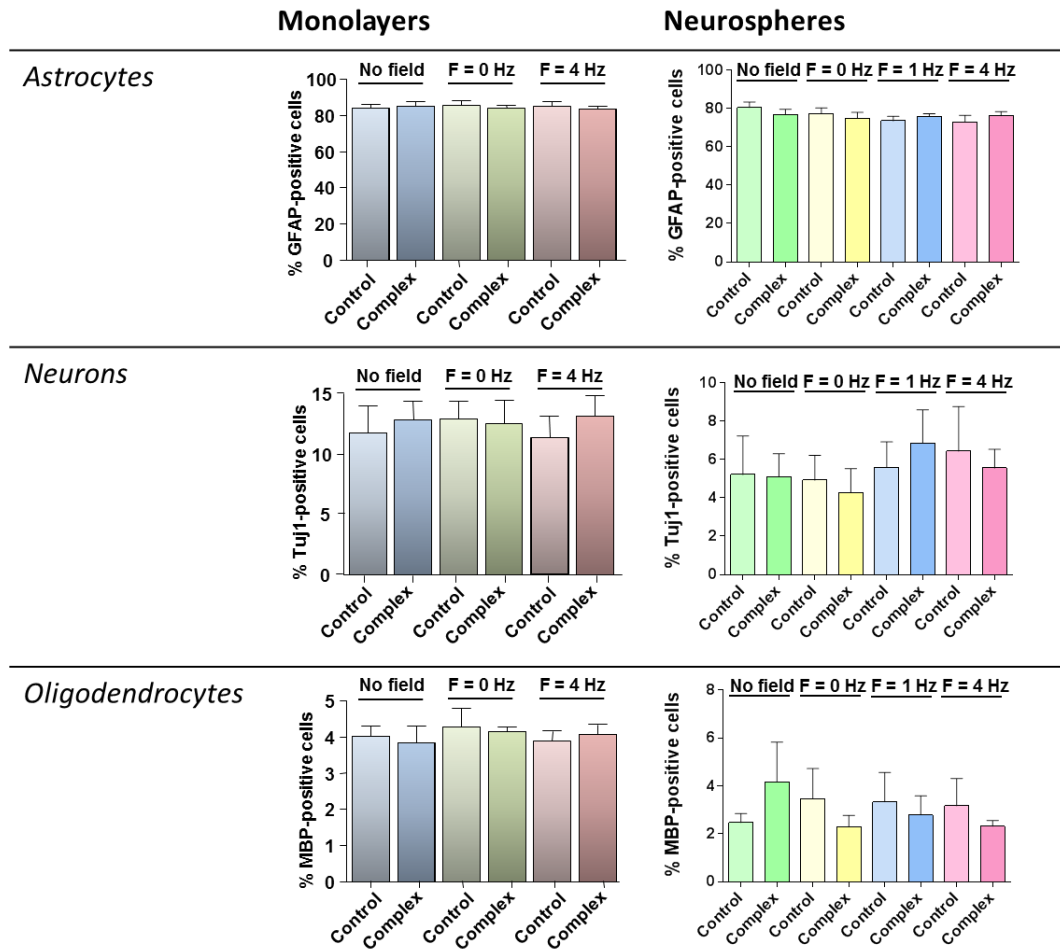 Monolayers Neurospheres
Astrocytes
No field F = 0 Hz F = 4 Hz
% GFAP-positive cells
100
80
60
40
20
0
Control Complex Control Complex Control Complex
No field F = 0 Hz F = 1 Hz F = 4 Hz
% GFAP-positive cells
100
80
60
40
20
0
Control Complex Control Complex Control Complex Control Complex
Neurons
No field F = 0 Hz F = 4 Hz
% Tuj1-positive cells
15
10
5
0
Control Complex Control Complex Control Complex
No field F = 0 Hz F = 1 Hz F = 4 Hz
% Tuj1-positive cells
10
8
6
4
2
0
Control Complex Control Complex Control Complex Control Complex
Oligodendrocytes
No field F = 0 Hz F = 4 Hz
% MBP-positive cells
5
4
3
2
1
0
Control Complex Control Complex Control Complex
No field F = 0 Hz F = 1 Hz F = 4 Hz
% MBP-positive cells
8
6
4
2
0
Control Complex Control Complex Control Complex Control Complex